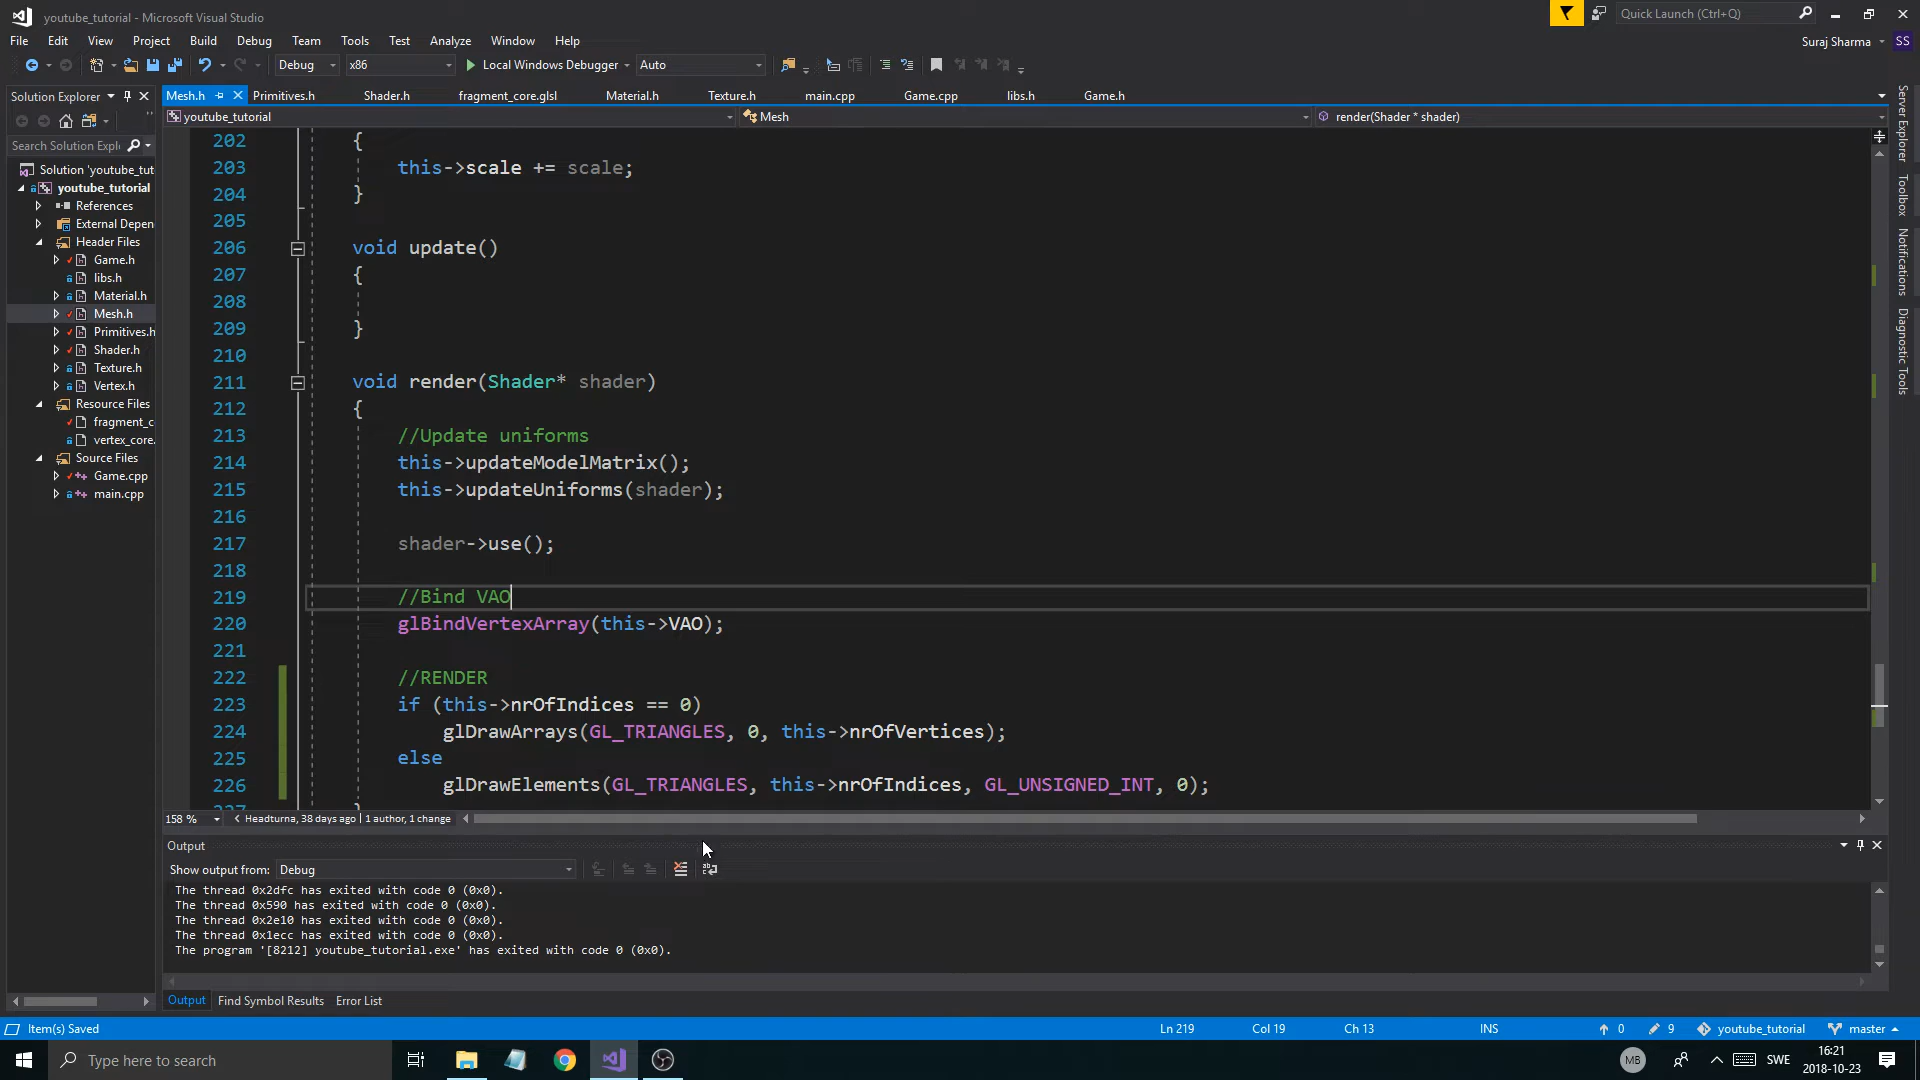 youtube_tutorial - Microsoft Visual Studio
Quick Launch (Ctrl+Q)
File Edit View Project Build Debug Team Tools Test Analyze Window Help
Suraj Sharma SS
Debug x86 Local Windows Debugger Auto
Solution Explorer
Mesh.h Primitives.h Shader.h fragment_core.glsl Material.h Texture.h main.cpp Game.cpp libs.h Game.h
youtube_tutorial Mesh render(Shader * shader)
Search Solution Explo
Solution 'youtube_tut
youtube_tutorial
References
External Depen
Header Files
Game.h
libs.h
Material.h
Mesh.h
Primitives.h
Shader.h
Texture.h
Vertex.h
Resource Files
fragment_c
vertex_core.
Source Files
Game.cpp
main.cpp
202 {
203 this->scale += scale;
204 }
205
206 void update()
207 {
208
209 }
210
211 void render(Shader* shader)
212 {
213 //Update uniforms
214 this->updateModelMatrix();
215 this->updateUniforms(shader);
216
217 shader->use();
218
219 //Bind VAO
220 glBindVertexArray(this->VAO);
221
222 //RENDER
223 if (this->nrOfIndices == 0)
224 glDrawArrays(GL_TRIANGLES, 0, this->nrOfVertices);
225 else
226 glDrawElements(GL_TRIANGLES, this->nrOfIndices, GL_UNSIGNED_INT, 0);
227 }
Server Explorer
Toolbox
Notifications
Diagnostic Tools
158 % Headturna, 38 days ago | 1 author, 1 change
Output
Show output from: Debug
The thread 0x2dfc has exited with code 0 (0x0).
The thread 0x590 has exited with code 0 (0x0).
The thread 0x2e10 has exited with code 0 (0x0).
The thread 0x1ecc has exited with code 0 (0x0).
The program '[8212] youtube_tutorial.exe' has exited with code 0 (0x0).
Output Find Symbol Results Error List
Item(s) Saved Ln 219 Col 19 Ch 13 INS 0 9 youtube_tutorial master
Type here to search
MB SWE 16:21
2018-10-23